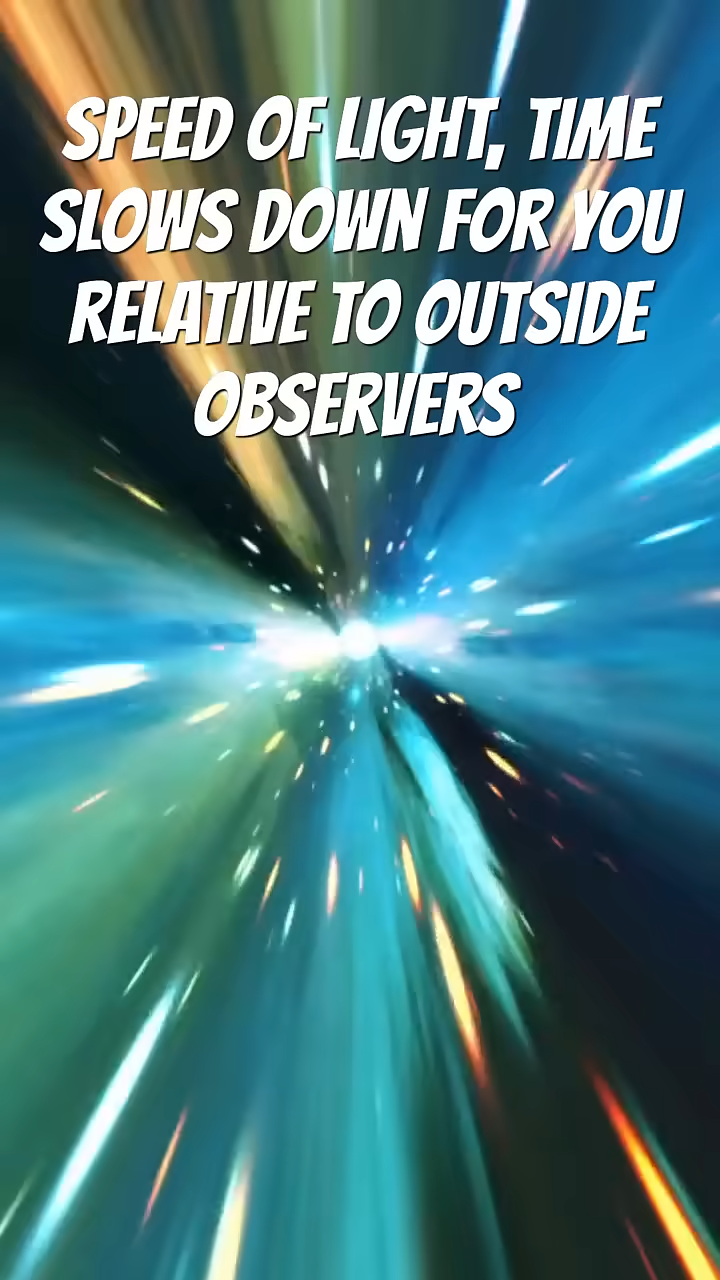 SPEED OF LIGHT, TIME
SLOWS DOWN FOR YOU
RELATIVE TO OUTSIDE
OBSERVERS